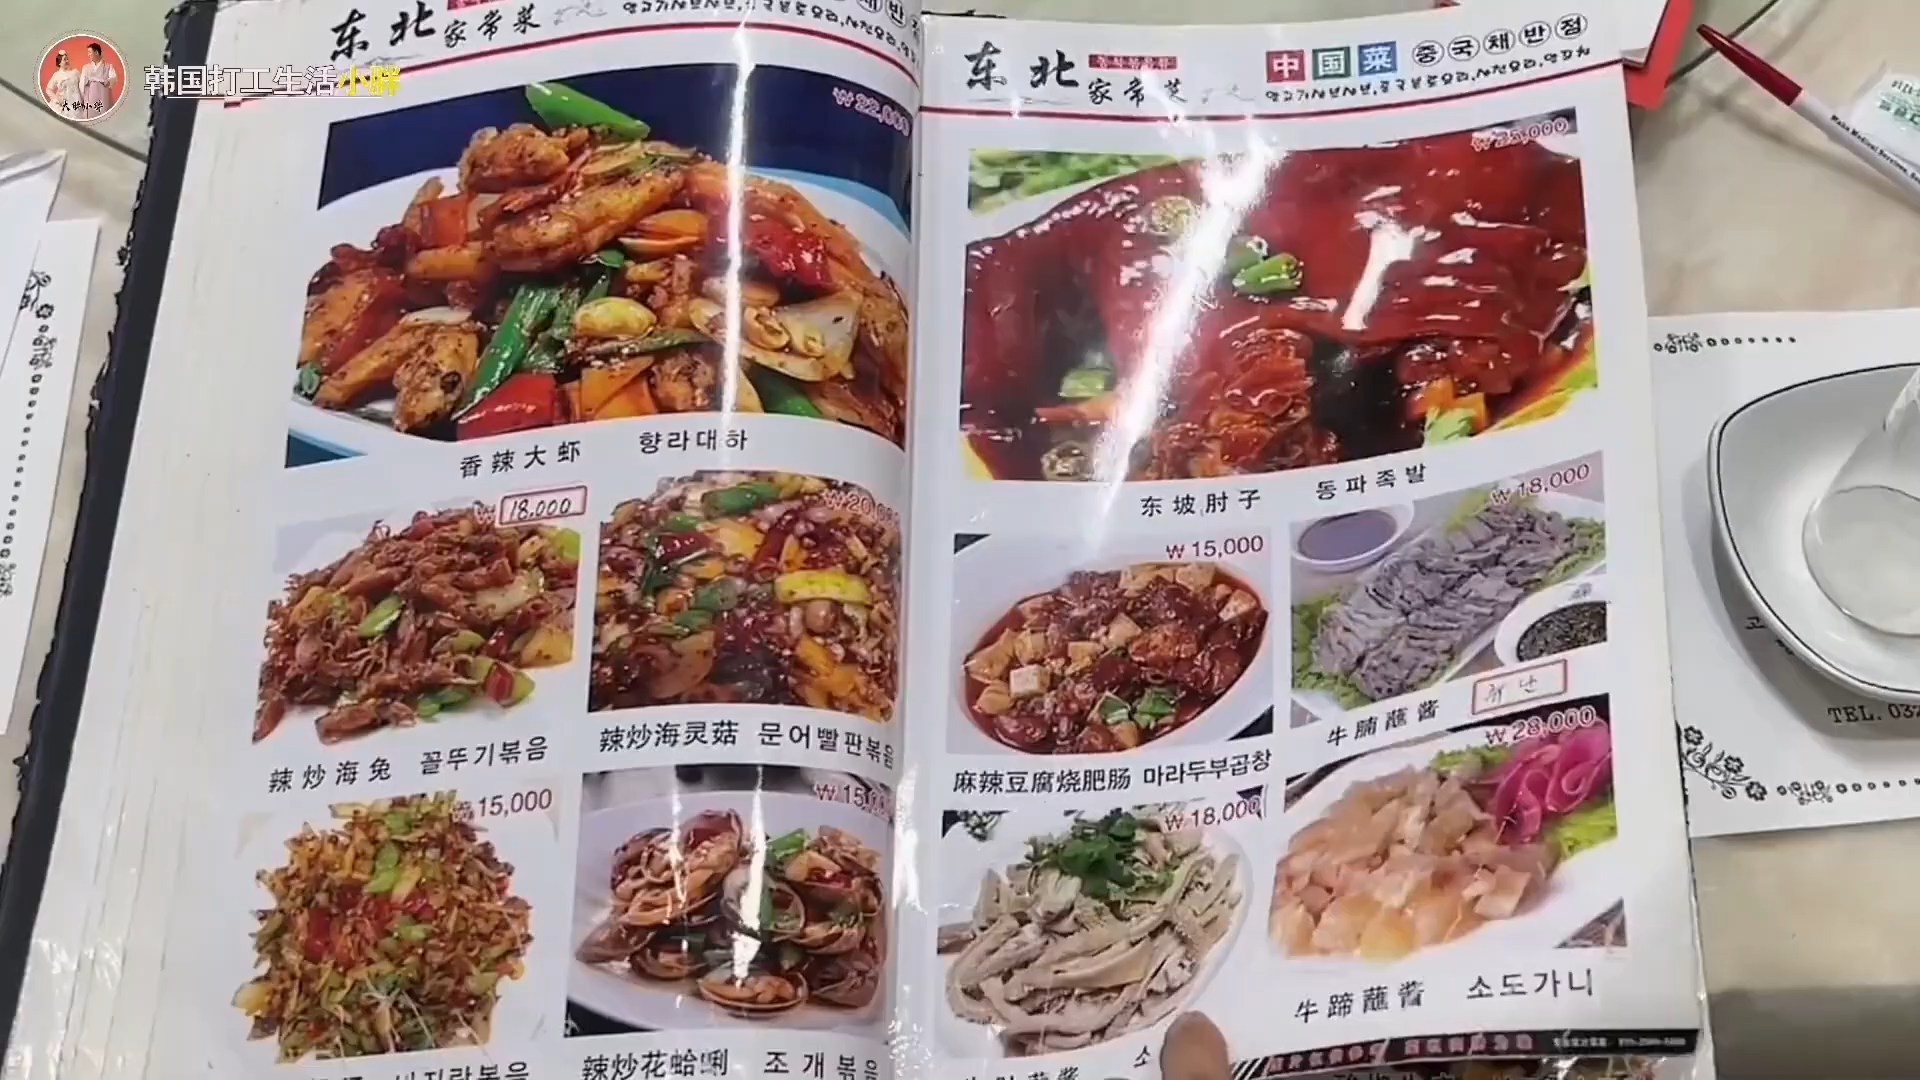 韩国打工生活小胖
东北 家常菜
₩22,000
香辣大虾 향라대하
₩ 18,000
辣炒海兔 꼴뚜기볶음
辣炒海灵菇 문어빨판볶음
₩15,000
辣炒花蛤蜊 조개볶음
东北 家常菜 中国菜 중국채반점
₩25,000
东坡肘子 동파족발
₩15,000
麻辣豆腐烧肥肠 마라두부곱창
₩18,000
牛腩蘸酱
₩18,000
₩28,000
牛蹄蘸酱 소도가니
TEL.032